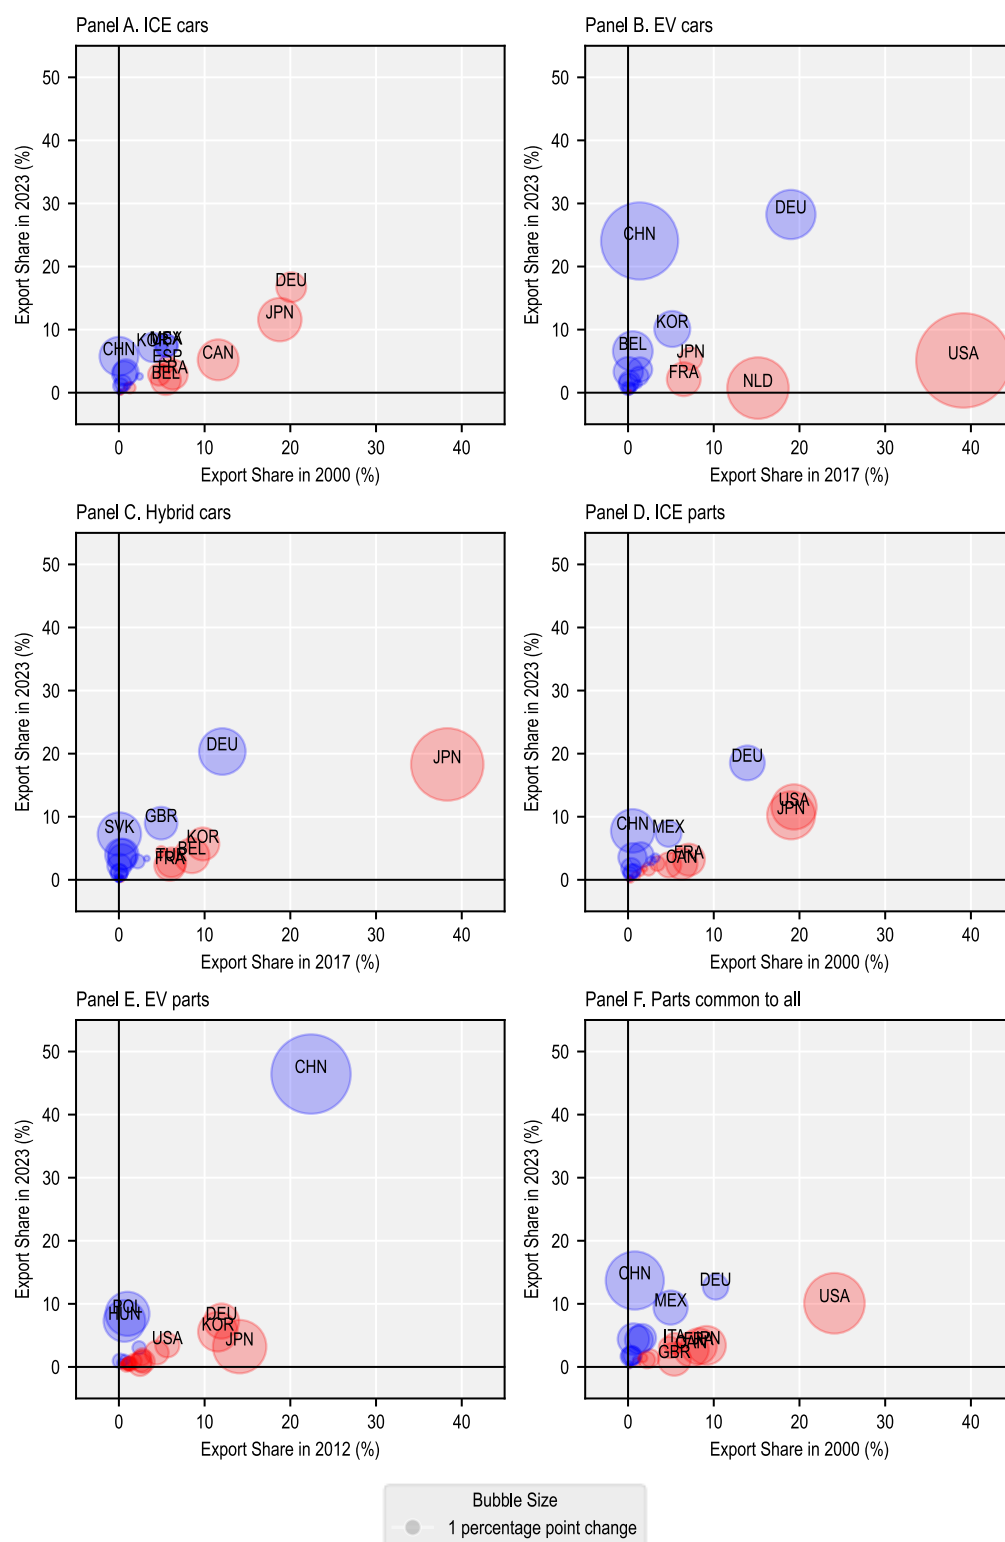 Panel A. ICE cars
50
40
30
20
10
0
Export Share in 2023 (%)
DEU
JPN
KOR
MEX
CHN
CAN
ESP
FRA
BEL
0 10 20 30 40
Export Share in 2000 (%)
Panel B. EV cars
50
40
30
20
10
0
Export Share in 2023 (%)
CHN
DEU
KOR
BEL
JPN
USA
FRA
NLD
0 10 20 30 40
Export Share in 2017 (%)
Panel C. Hybrid cars
50
40
30
20
10
0
Export Share in 2023 (%)
DEU
JPN
SVK
GBR
KOR
BEL
FRA
0 10 20 30 40
Export Share in 2017 (%)
Panel D. ICE parts
50
40
30
20
10
0
Export Share in 2023 (%)
DEU
USA
JPN
CHN
MEX
FRA
CAN
0 10 20 30 40
Export Share in 2000 (%)
Panel E. EV parts
50
40
30
20
10
0
Export Share in 2023 (%)
CHN
POL
HUN
DEU
KOR
USA
JPN
0 10 20 30 40
Export Share in 2012 (%)
Panel F. Parts common to all
50
40
30
20
10
0
Export Share in 2023 (%)
CHN
DEU
MEX
USA
ITA
FRA
JPN
CAN
GBR
0 10 20 30 40
Export Share in 2000 (%)
Bubble Size
1 percentage point change